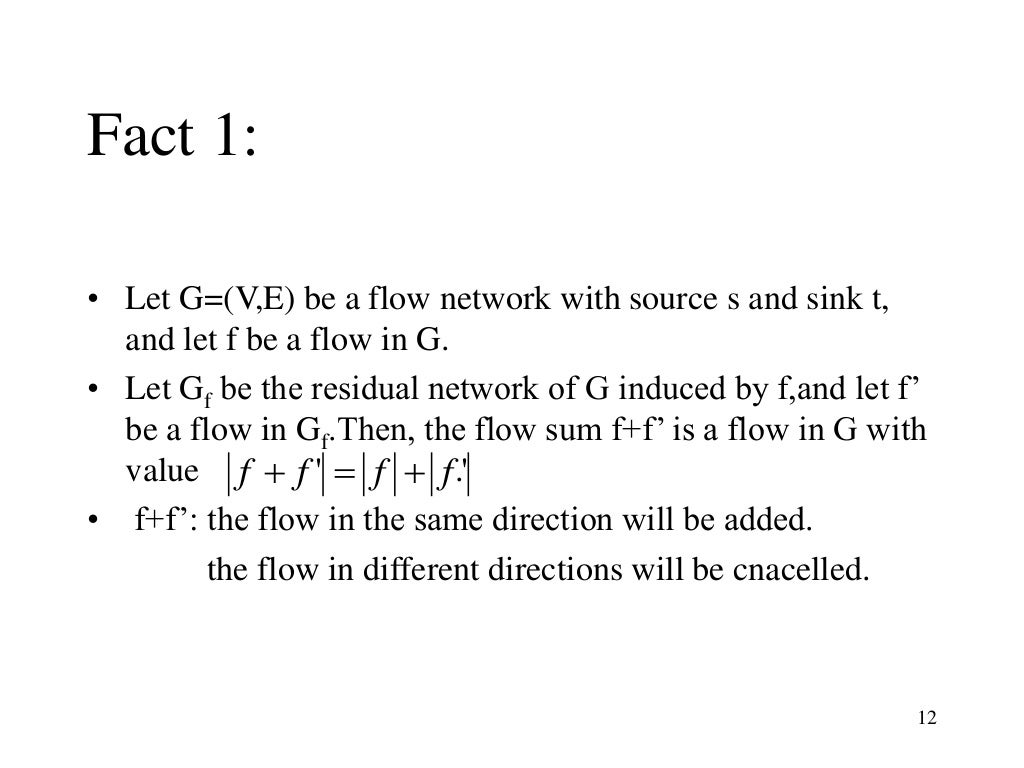 Fact 1:
• Let G=(V,E) be a flow network with source s and sink t,
and let f be a flow in G.
• Let Gf be the residual network of G induced by f,and let f’
be a flow in Gf.Then, the flow sum f+f’ is a flow in G with
value |f + f'| = |f| + |f.'|
• f+f’: the flow in the same direction will be added.
the flow in different directions will be cnacelled.
12